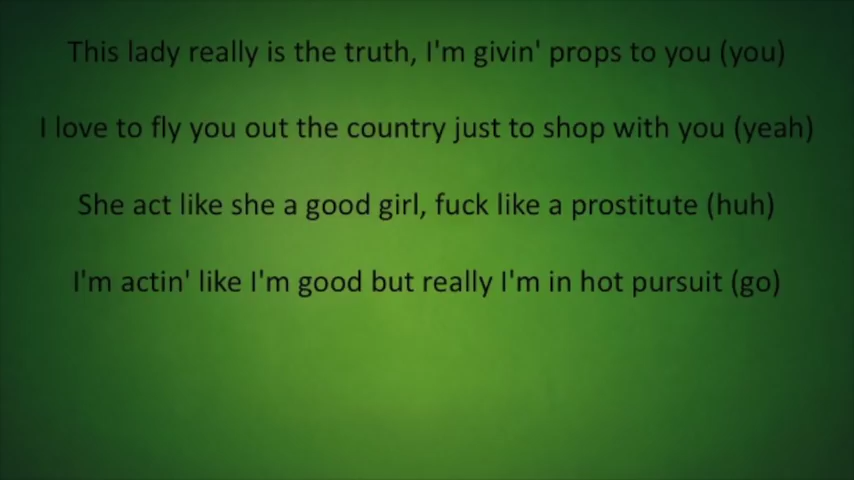 This lady really is the truth, I'm givin' props to you (you)
I love to fly you out the country just to shop with you (yeah)
She act like she a good girl, fuck like a prostitute (huh)
I'm actin' like I'm good but really I'm in hot pursuit (go)